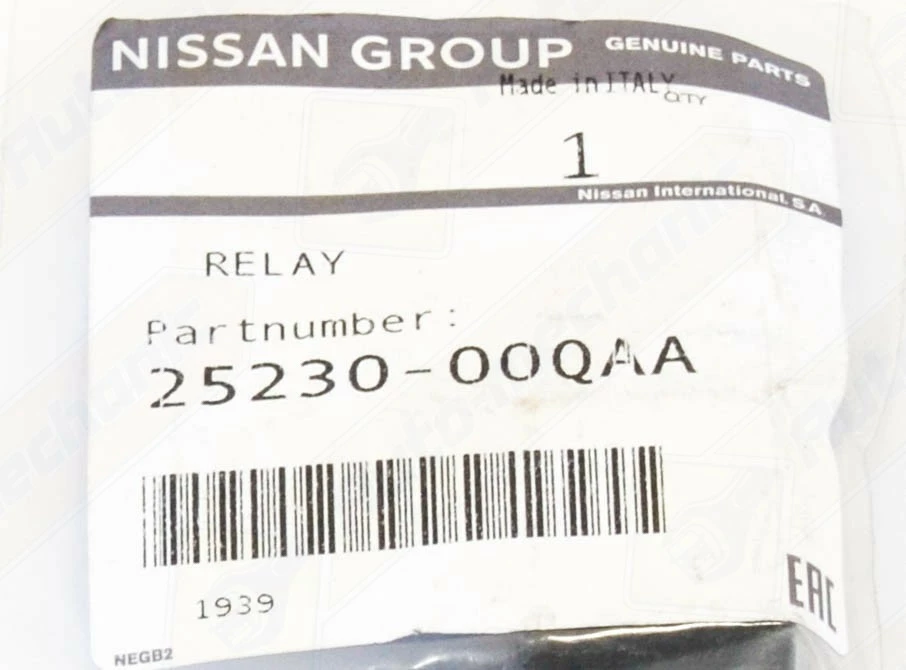 NISSAN GROUP GENUINE PARTS
Made in ITALY
QTY
1
Nissan International. S.A.
RELAY
Partnumber:
25230-00QAA
1939
EAC
NEGB2